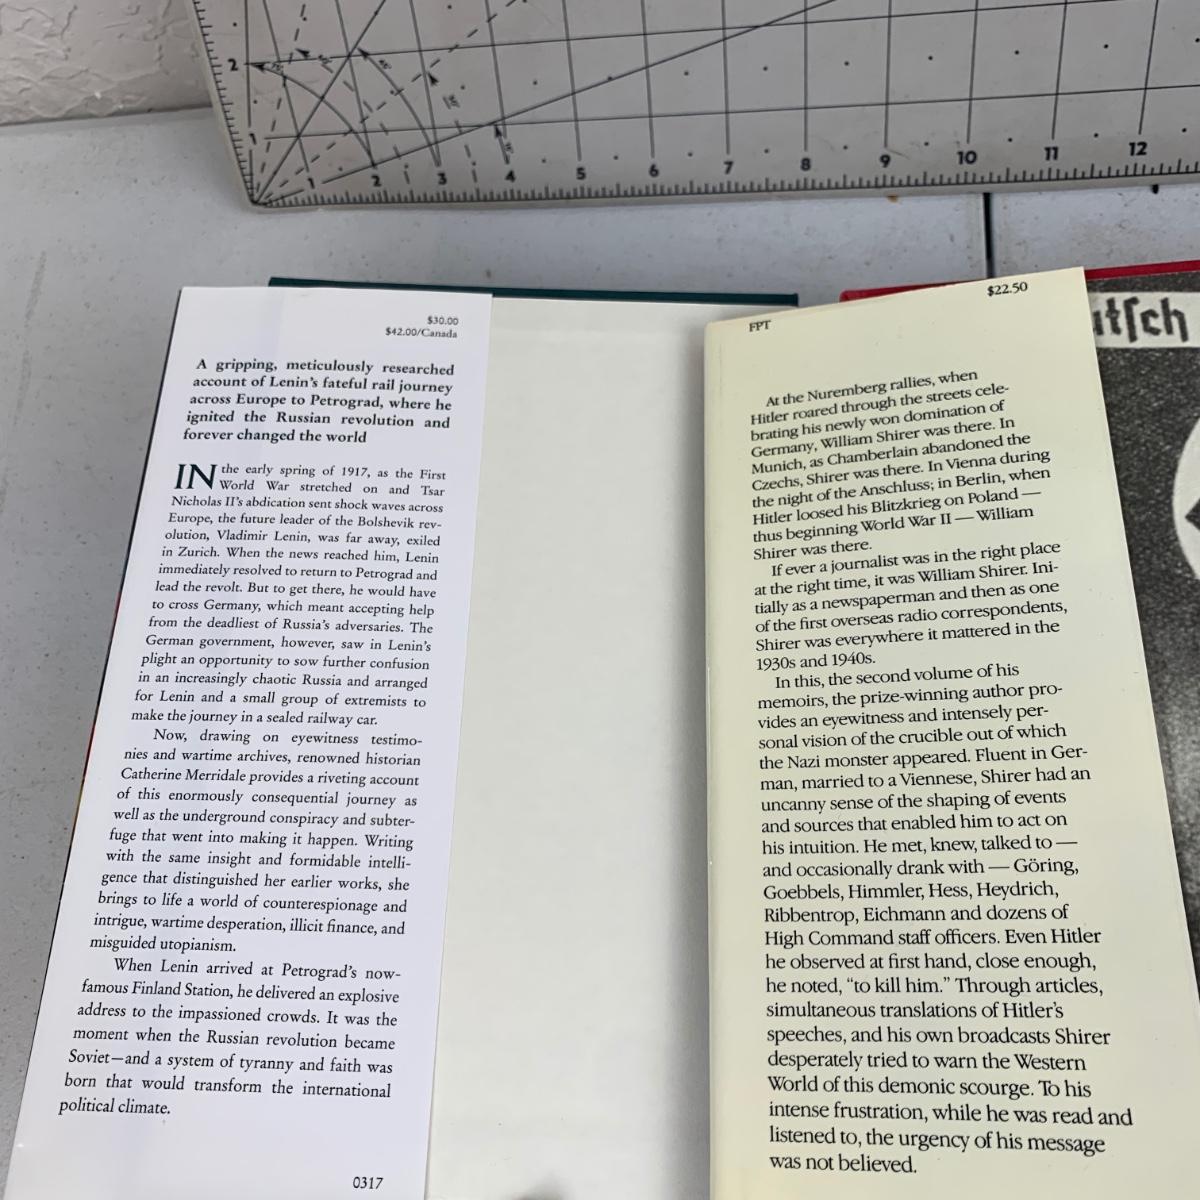 2
1
1
2
3
4
5
6
7
8
9
10
11
12
$30.00
$42.00/Canada
A gripping, meticulously researched
account of Lenin's fateful rail journey
across Europe to Petrograd, where he
ignited the Russian revolution and
forever changed the world
IN the early spring of 1917, as the First
World War stretched on and Tsar
Nicholas II's abdication sent shock waves across
Europe, the future leader of the Bolshevik rev-
olution, Vladimir Lenin, was far away, exiled
in Zurich. When the news reached him, Lenin
immediately resolved to return to Petrograd and
lead the revolt. But to get there, he would have
to cross Germany, which meant accepting help
from the deadliest of Russia's adversaries. The
German government, however, saw in Lenin's
plight an opportunity to sow further confusion
in an increasingly chaotic Russia and arranged
for Lenin and a small group of extremists to
make the journey in a sealed railway car.
Now, drawing on eyewitness testimo-
nies and wartime archives, renowned historian
Catherine Merridale provides a riveting account
of this enormously consequential journey as
well as the underground conspiracy and subter-
fuge that went into making it happen. Writing
with the same insight and formidable intelli-
gence that distinguished her earlier works, she
brings to life a world of counterespionage and
intrigue, wartime desperation, illicit finance, and
misguided utopianism.
When Lenin arrived at Petrograd's now-
famous Finland Station, he delivered an explosive
address to the impassioned crowds. It was the
moment when the Russian revolution became
Soviet—and a system of tyranny and faith was
born that would transform the international
political climate.
0317
FPT
$22.50
At the Nuremberg rallies, when
Hitler roared through the streets cele-
brating his newly won domination of
Germany, William Shirer was there. In
Munich, as Chamberlain abandoned the
Czechs, Shirer was there. In Vienna during
the night of the Anschluss; in Berlin, when
Hitler loosed his Blitzkrieg on Poland —
thus beginning World War II — William
Shirer was there.
If ever a journalist was in the right place
at the right time, it was William Shirer. Ini-
tially as a newspaperman and then as one
of the first overseas radio correspondents,
Shirer was everywhere it mattered in the
1930s and 1940s.
In this, the second volume of his
memoirs, the prize-winning author pro-
vides an eyewitness and intensely per-
sonal vision of the crucible out of which
the Nazi monster appeared. Fluent in Ger-
man, married to a Viennese, Shirer had an
uncanny sense of the shaping of events
and sources that enabled him to act on
his intuition. He met, knew, talked to —
and occasionally drank with — Göring,
Goebbels, Himmler, Hess, Heydrich,
Ribbentrop, Eichmann and dozens of
High Command staff officers. Even Hitler
he observed at first hand, close enough,
he noted, "to kill him." Through articles,
simultaneous translations of Hitler's
speeches, and his own broadcasts Shirer
desperately tried to warn the Western
World of this demonic scourge. To his
intense frustration, while he was read and
listened to, the urgency of his message
was not believed.